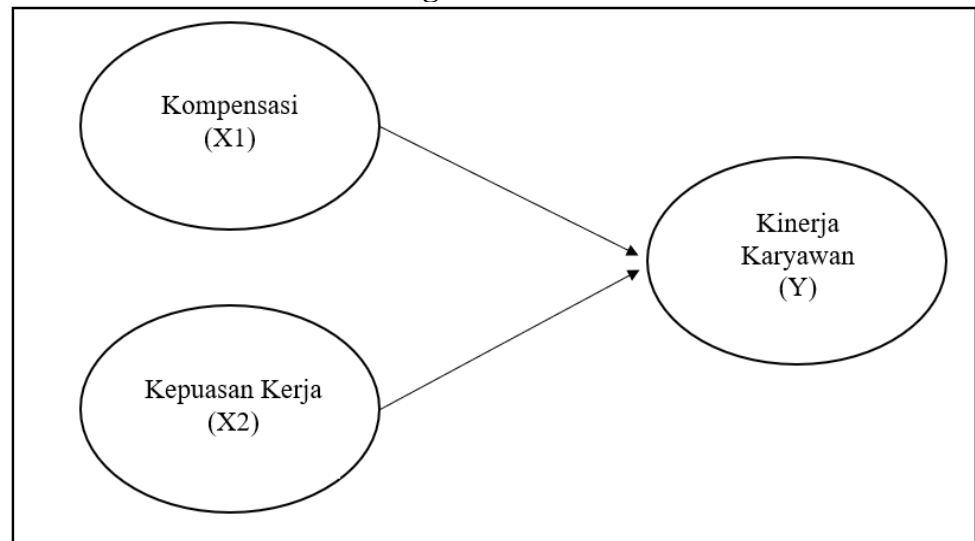 Kompensasi
(X1)
Kinerja
Karyawan
(Y)
Kepuasan Kerja
(X2)